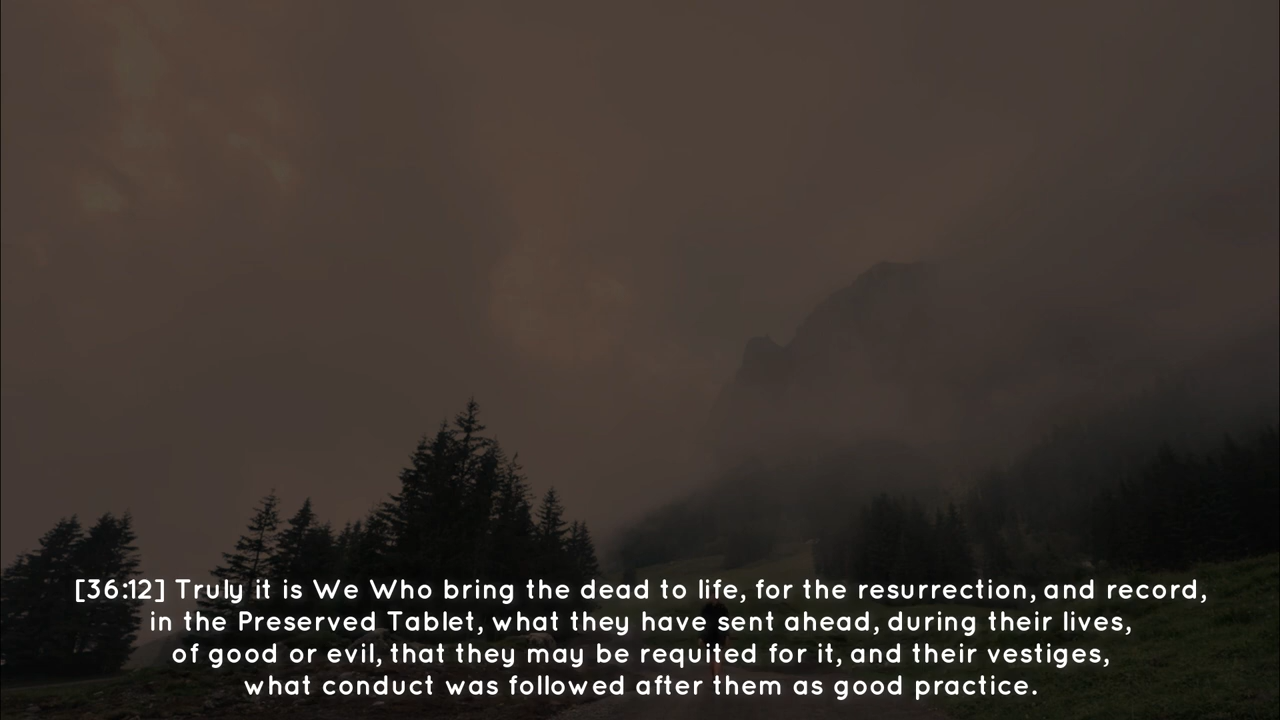 [36:12] Truly it is We Who bring the dead to life, for the resurrection, and record,
in the Preserved Tablet, what they have sent ahead, during their lives,
of good or evil, that they may be requited for it, and their vestiges,
what conduct was followed after them as good practice.